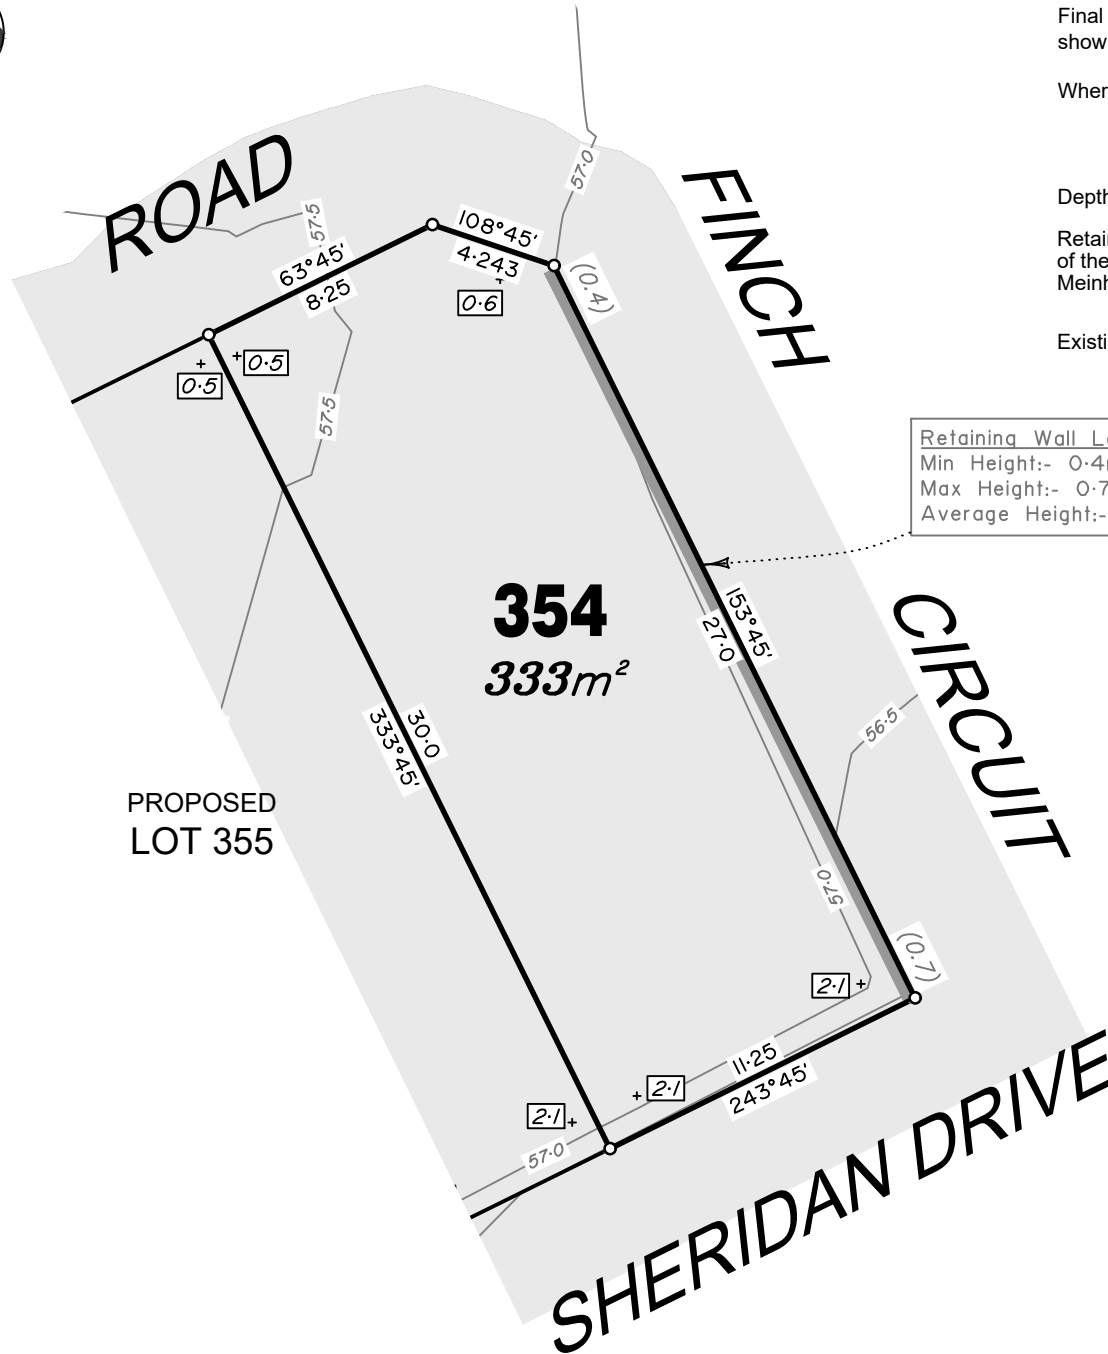 Final
show
Wher
Depth
Retain
of the
Meinh
Existi
ROAD
FINCH
CIRCUIT
SHERIDAN DRIVE
57·0
57·5
108°45'
4·243
63°45'
8·25
(0.4)
0·6
0·5
0·5
57·5
Retaining Wall Lo
Min Height:- 0·4m
Max Height:- 0·7
Average Height:-
354
333m²
153°45'
27·0
30·0
333°45'
56·5
PROPOSED
LOT 355
57·0
(0.7)
2·1
11·25
243°45'
2·1
2·1
57·0